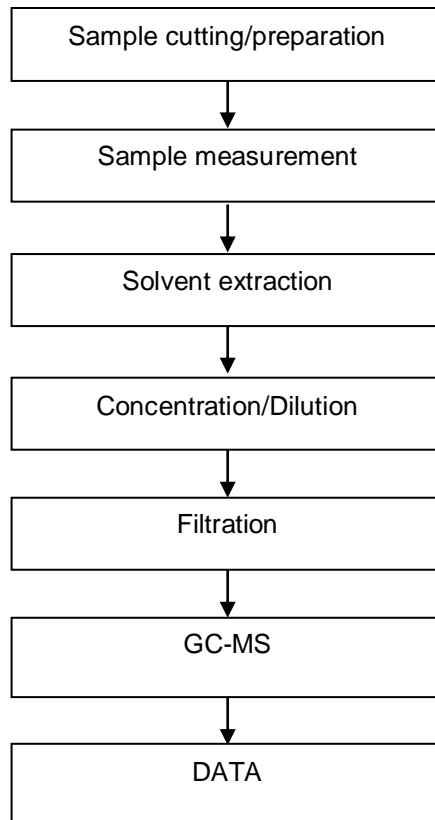 Sample cutting/preparation
Sample measurement
Solvent extraction
Concentration/Dilution
Filtration
GC-MS
DATA